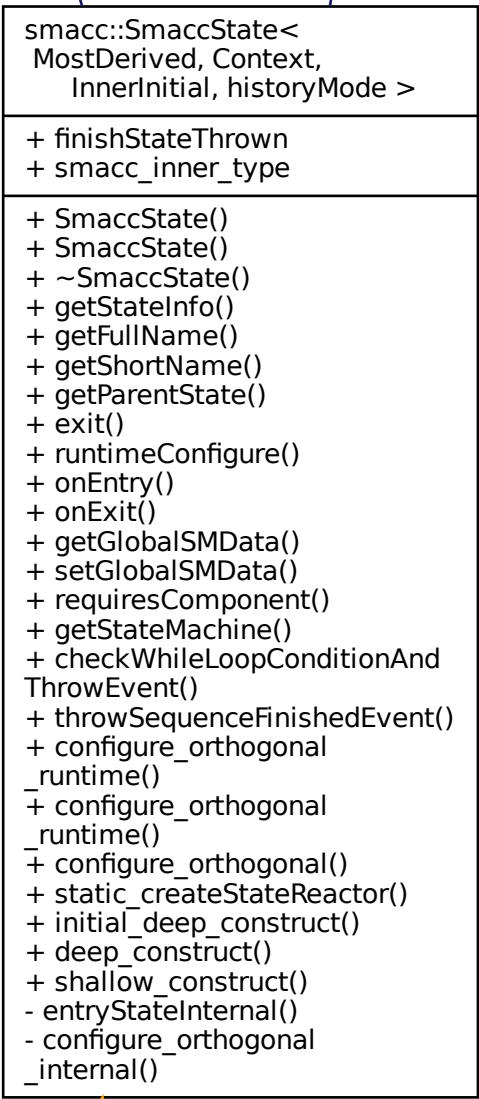 smacc::SmaccState<
MostDerived, Context,
InnerInitial, historyMode >
+ finishStateThrown
+ smacc_inner_type
+ SmaccState()
+ SmaccState()
+ ~SmaccState()
+ getStateInfo()
+ getFullName()
+ getShortName()
+ getParentState()
+ exit()
+ runtimeConfigure()
+ onEntry()
+ onExit()
+ getGlobalSMData()
+ setGlobalSMData()
+ requiresComponent()
+ getStateMachine()
+ checkWhileLoopConditionAnd
ThrowEvent()
+ throwSequenceFinishedEvent()
+ configure_orthogonal
_runtime()
+ configure_orthogonal
_runtime()
+ configure_orthogonal()
+ static_createStateReactor()
+ initial_deep_construct()
+ deep_construct()
+ shallow_construct()
- entryStateInternal()
- configure_orthogonal
_internal()